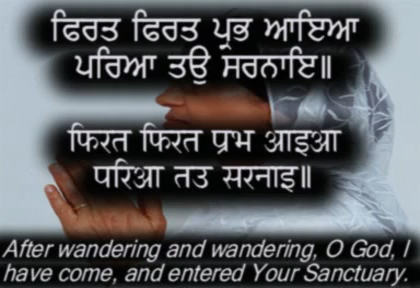 ਫਿਰਤ ਫਿਰਤ ਪ੍ਰਭ ਆਇਆ
ਪਰਿਆ ਤਉ ਸਰਨਾਇ॥
फिरत फिरत प्रभ आइआ
परिआ तउ सरनाइ॥
After wandering and wandering, O God, I
have come, and entered Your Sanctuary.